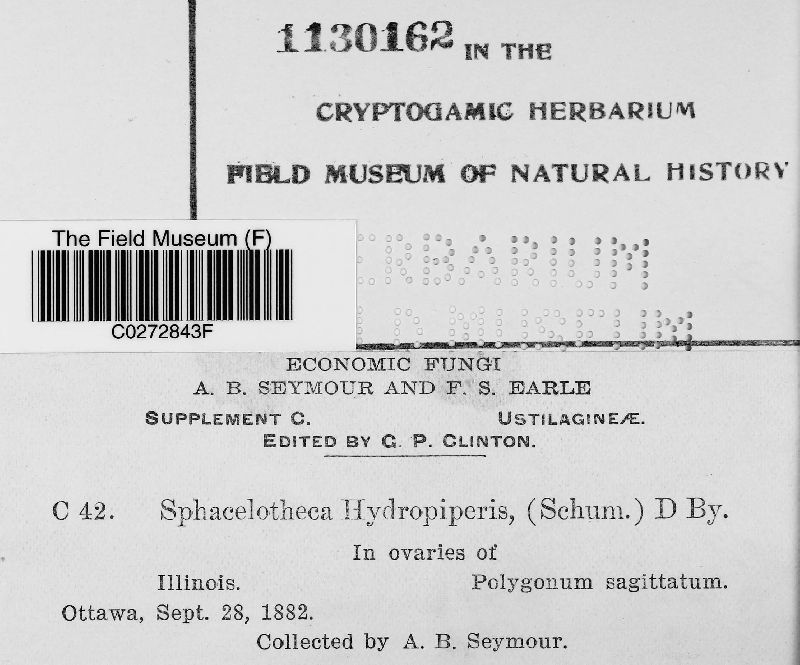 1130162 IN THE
CRYPTOGAMIC HERBARIUM
FIELD MUSEUM OF NATURAL HISTORY
The Field Museum (F)
C0272843F
RBARIUM
MUSEUM
ECONOMIC FUNGI
A. B. SEYMOUR AND F. S. EARLE
SUPPLEMENT C. USTILAGINEÆ.
EDITED BY G. P. CLINTON.
C 42. Sphacelotheca Hydropiperis, (Schum.) D By.
In ovaries of
Illinois. Polygonum sagittatum.
Ottawa, Sept. 28, 1882.
Collected by A. B. Seymour.